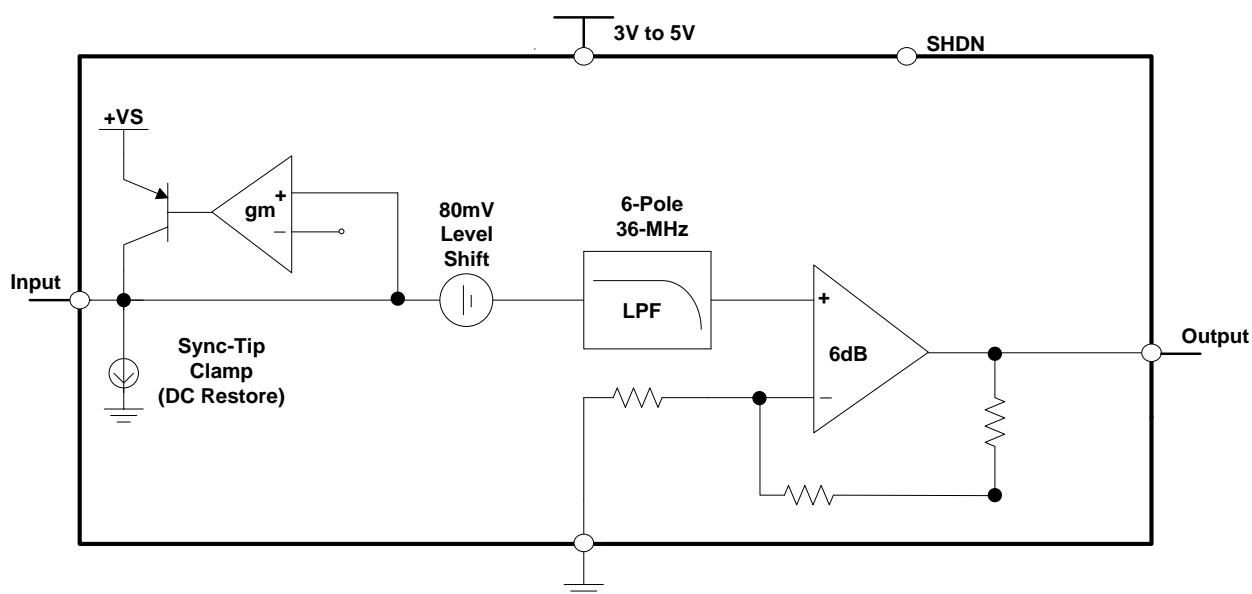 3V to 5V
SHDN
+VS
gm
+
−
80mV
Level
Shift
6-Pole
36-MHz
Input
LPF
+
6dB
−
Output
Sync-Tip
Clamp
(DC Restore)